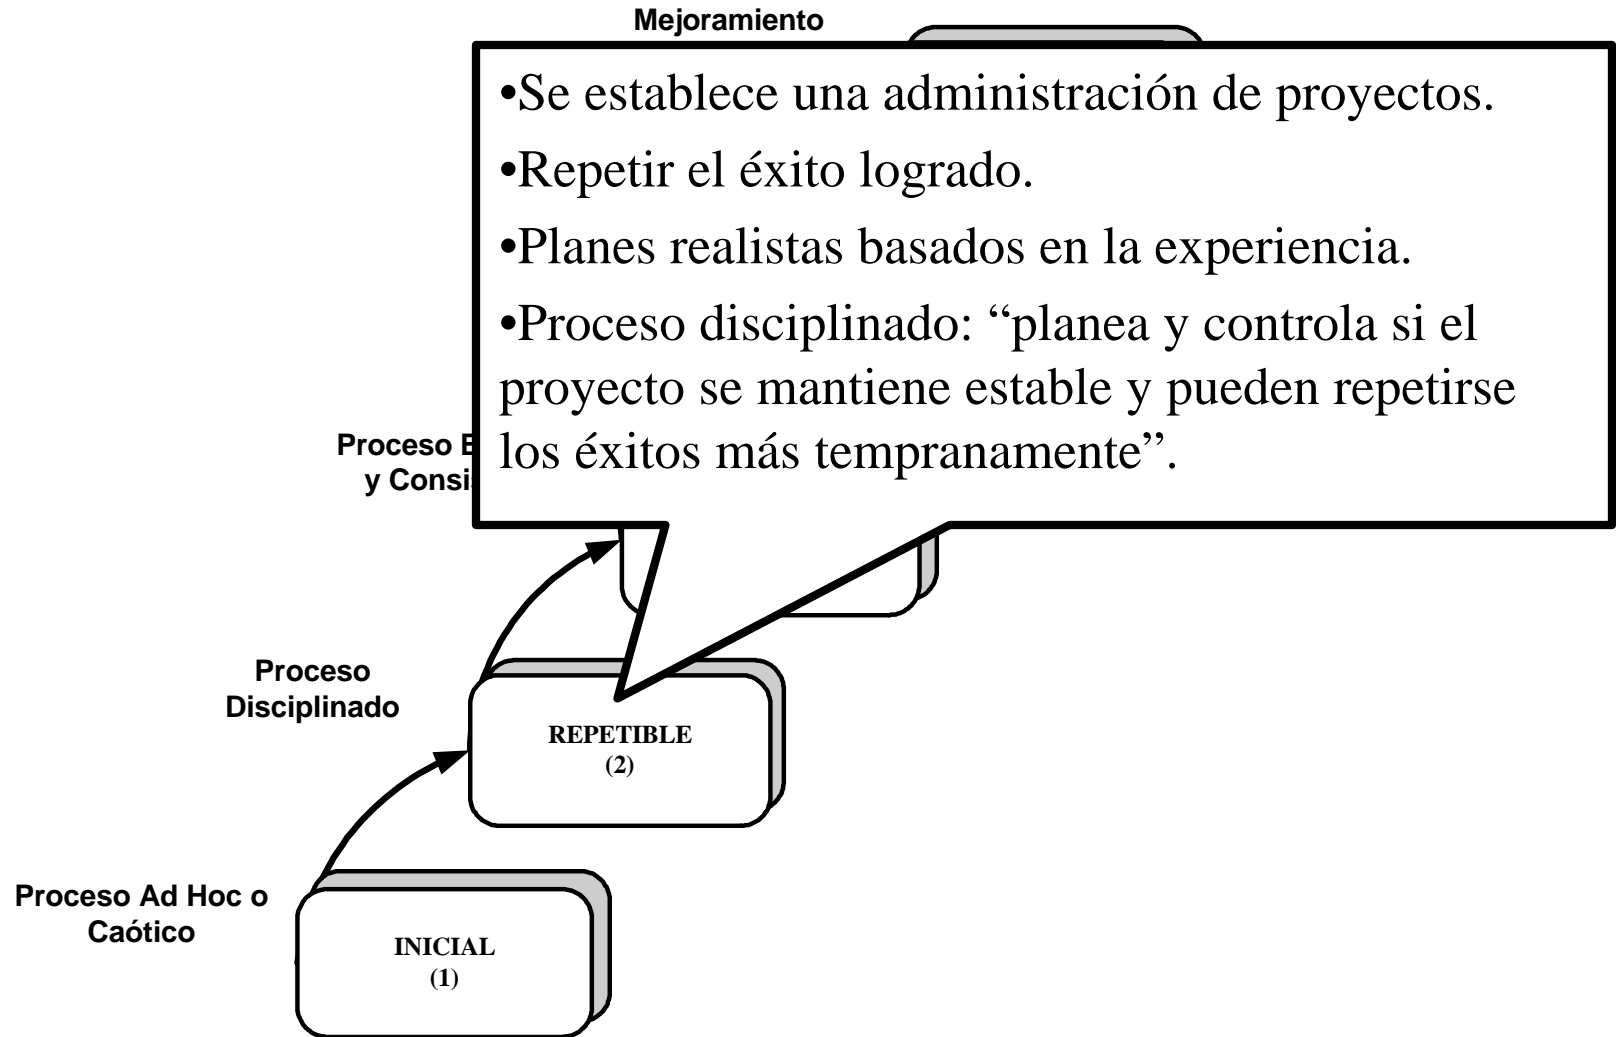 Mejoramiento
•Se establece una administración de proyectos.
•Repetir el éxito logrado.
•Planes realistas basados en la experiencia.
•Proceso disciplinado: “planea y controla si el
proyecto se mantiene estable y pueden repetirse
los éxitos más tempranamente”.
Proceso
y
Proceso
Disciplinado
REPETIBLE
(2)
Proceso Ad Hoc o
Caótico
INICIAL
(1)